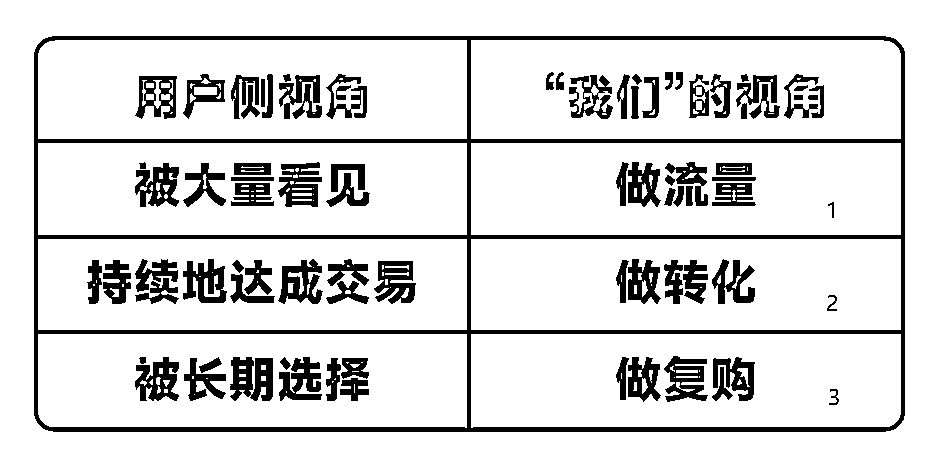 用户侧视角 “我们”的视角
被大量看见 做流量 1
持续地达成交易 做转化 2
被长期选择 做复购 3